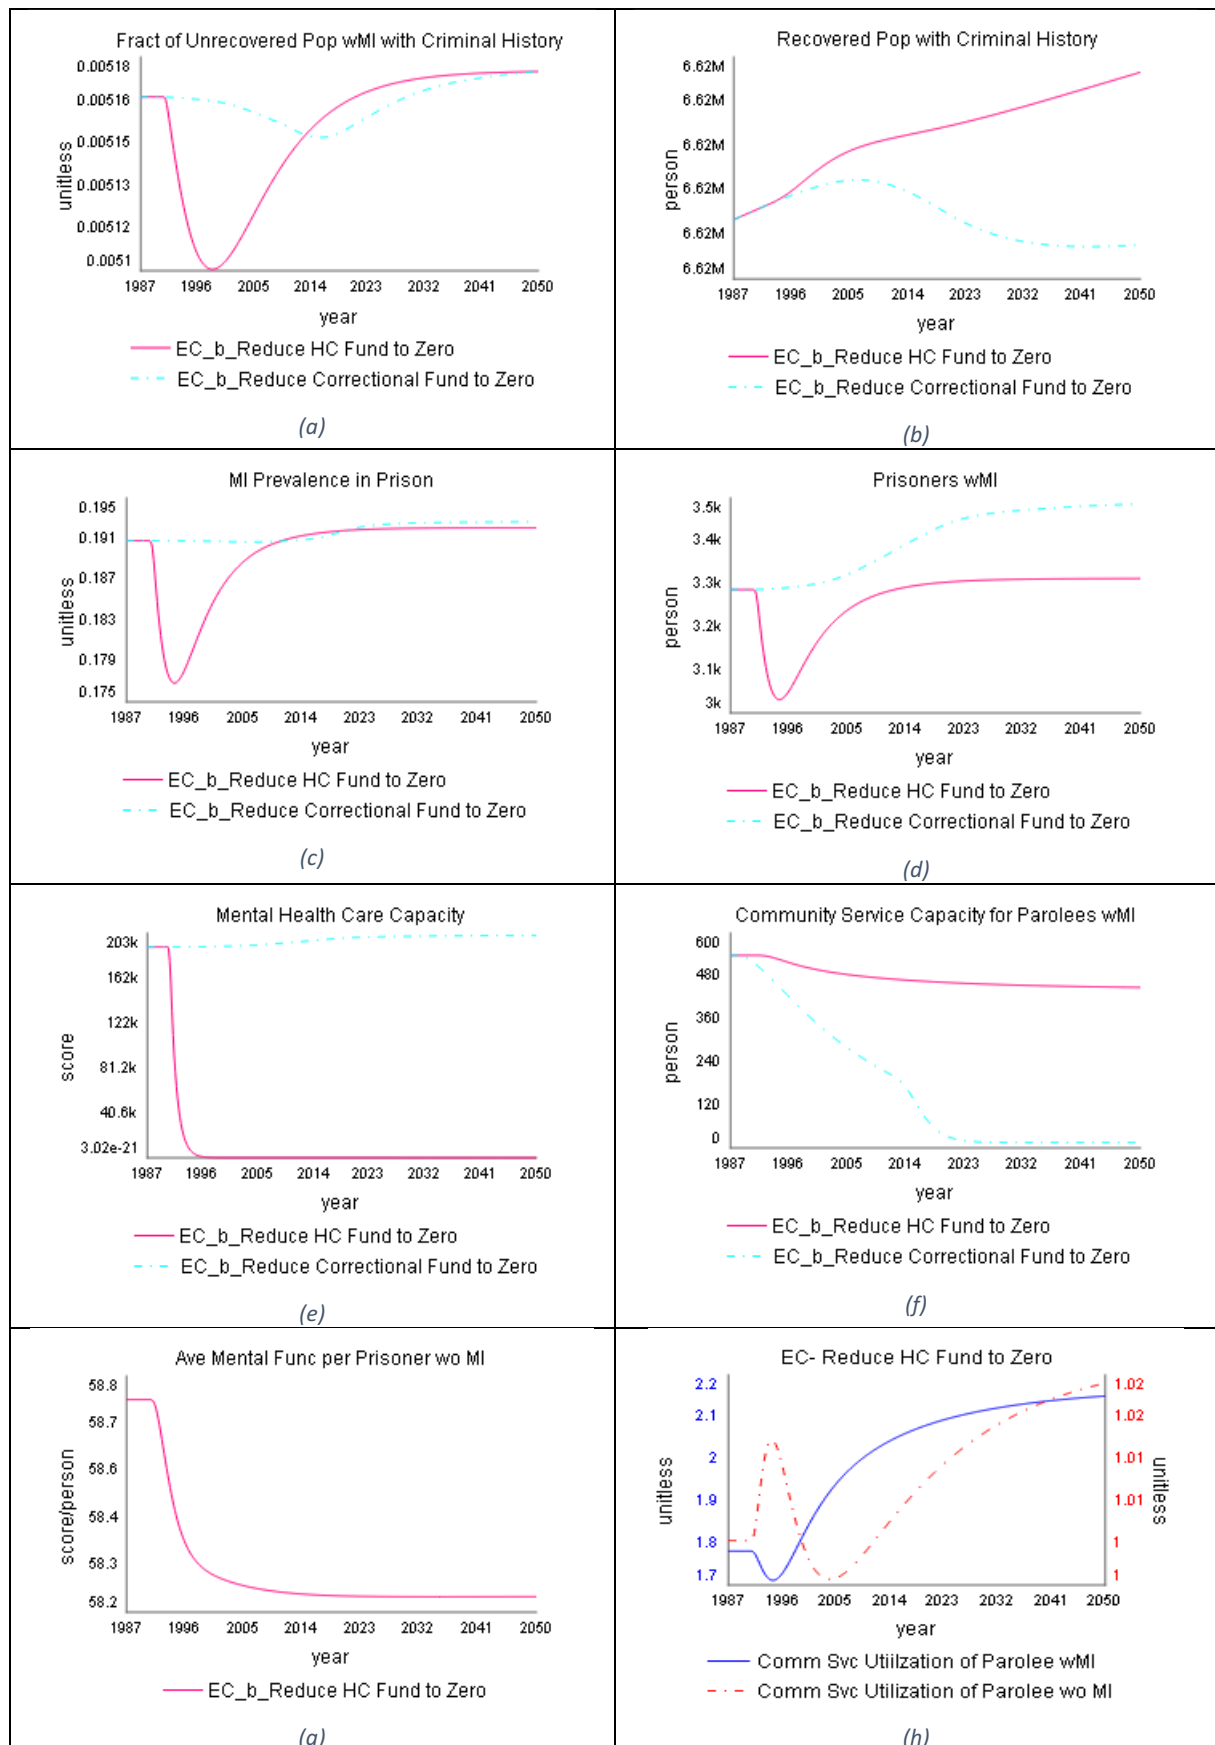 Fract of Unrecovered Pop wMI with Criminal History
0.00518
0.00516
0.00515
0.00513
0.00512
0.0051
unitless
1987 1996 2005 2014 2023 2032 2041 2050
year
EC_b_Reduce HC Fund to Zero
EC_b_Reduce Correctional Fund to Zero
(a)
Recovered Pop with Criminal History
6.62M
6.62M
6.62M
6.62M
6.62M
6.62M
person
1987 1996 2005 2014 2023 2032 2041 2050
year
EC_b_Reduce HC Fund to Zero
EC_b_Reduce Correctional Fund to Zero
(b)
MI Prevalence in Prison
0.195
0.191
0.187
0.183
0.179
0.175
unitless
1987 1996 2005 2014 2023 2032 2041 2050
year
EC_b_Reduce HC Fund to Zero
EC_b_Reduce Correctional Fund to Zero
(c)
Prisoners wMI
3.5k
3.4k
3.3k
3.2k
3.1k
3k
person
1987 1996 2005 2014 2023 2032 2041 2050
year
EC_b_Reduce HC Fund to Zero
EC_b_Reduce Correctional Fund to Zero
(d)
Mental Health Care Capacity
203k
162k
122k
81.2k
40.6k
3.02e-21
score
1987 1996 2005 2014 2023 2032 2041 2050
year
EC_b_Reduce HC Fund to Zero
EC_b_Reduce Correctional Fund to Zero
(e)
Community Service Capacity for Parolees wMI
600
480
360
240
120
0
person
1987 1996 2005 2014 2023 2032 2041 2050
year
EC_b_Reduce HC Fund to Zero
EC_b_Reduce Correctional Fund to Zero
(f)
Ave Mental Func per Prisoner wo MI
58.8
58.7
58.6
58.4
58.3
58.2
score/person
1987 1996 2005 2014 2023 2032 2041 2050
year
EC_b_Reduce HC Fund to Zero
(g)
EC- Reduce HC Fund to Zero
2.2
2.1
2
1.9
1.8
1.7
unitless
1.02
1.02
1.01
1.01
1
1
unitless
1987 1996 2005 2014 2023 2032 2041 2050
year
Comm Svc Utiilzation of Parolee wMI
Comm Svc Utilization of Parolee wo MI
(h)